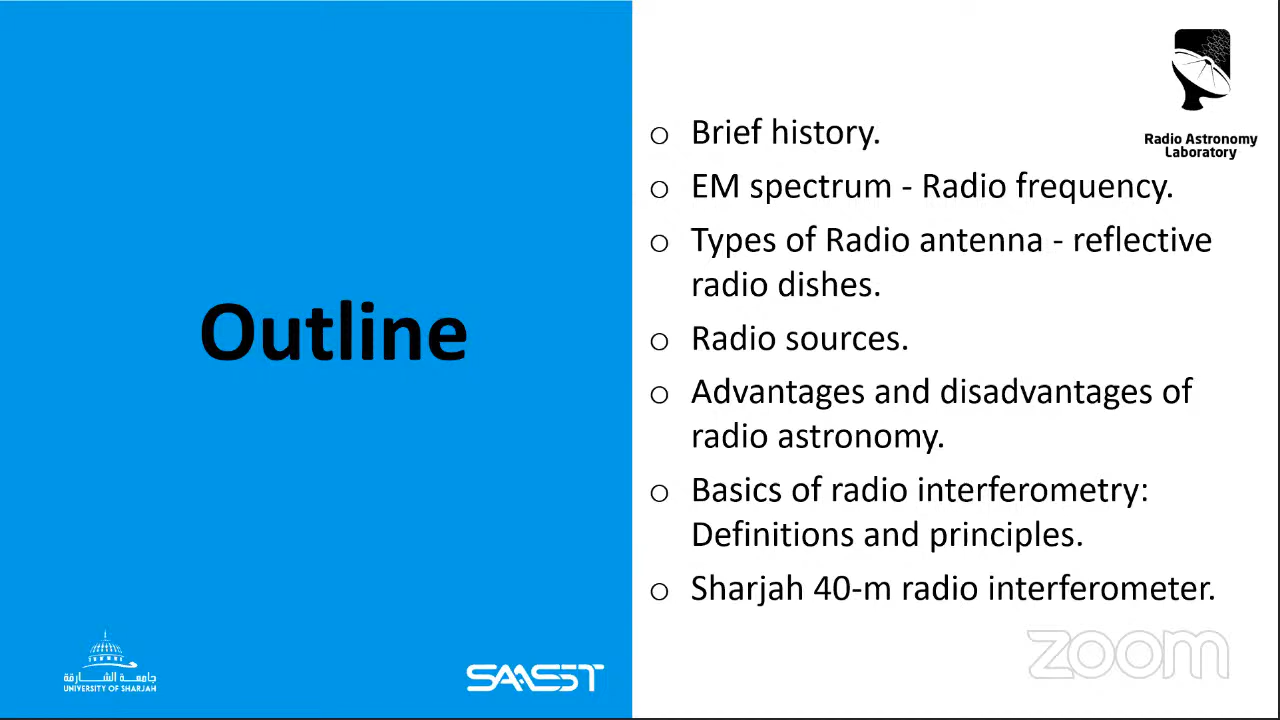 Outline
Radio Astronomy
Laboratory
o Brief history.
o EM spectrum - Radio frequency.
o Types of Radio antenna - reflective
radio dishes.
o Radio sources.
o Advantages and disadvantages of
radio astronomy.
o Basics of radio interferometry:
Definitions and principles.
o Sharjah 40-m radio interferometer.
جامعة الشارقة
UNIVERSITY OF SHARJAH
SAASST
zoom